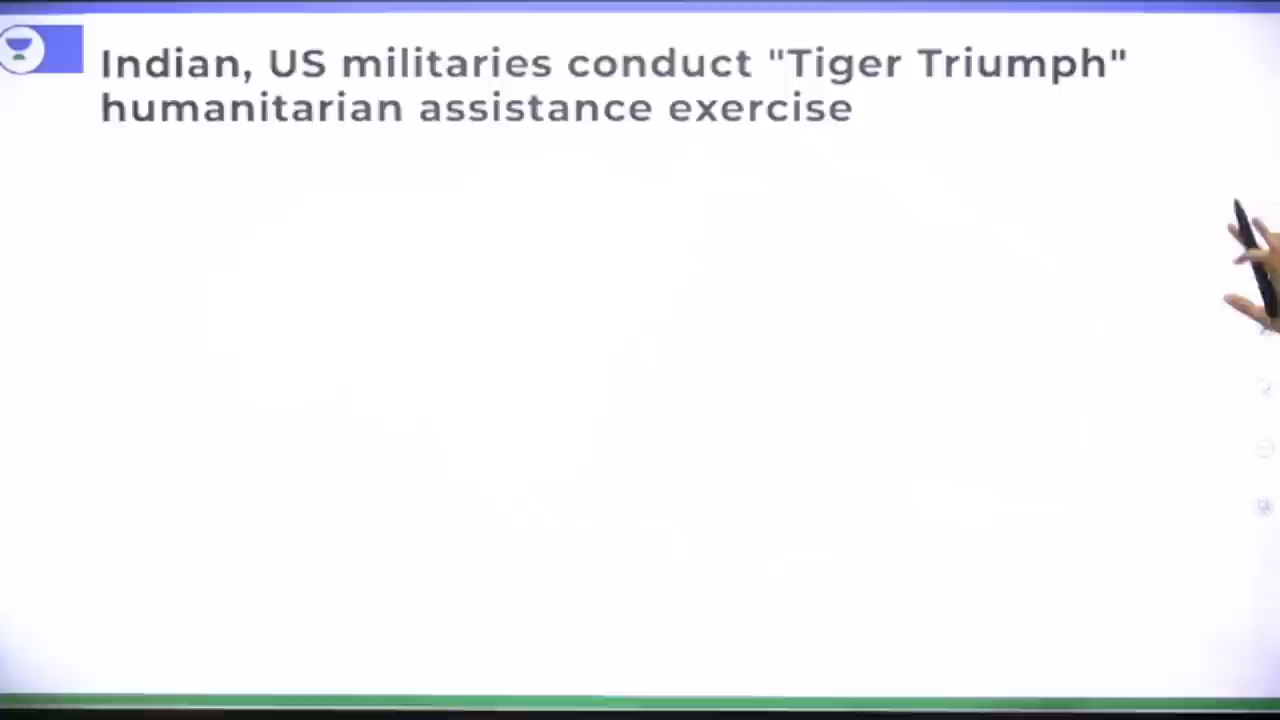 Indian, US militaries conduct "Tiger Triumph"
humanitarian assistance exercise